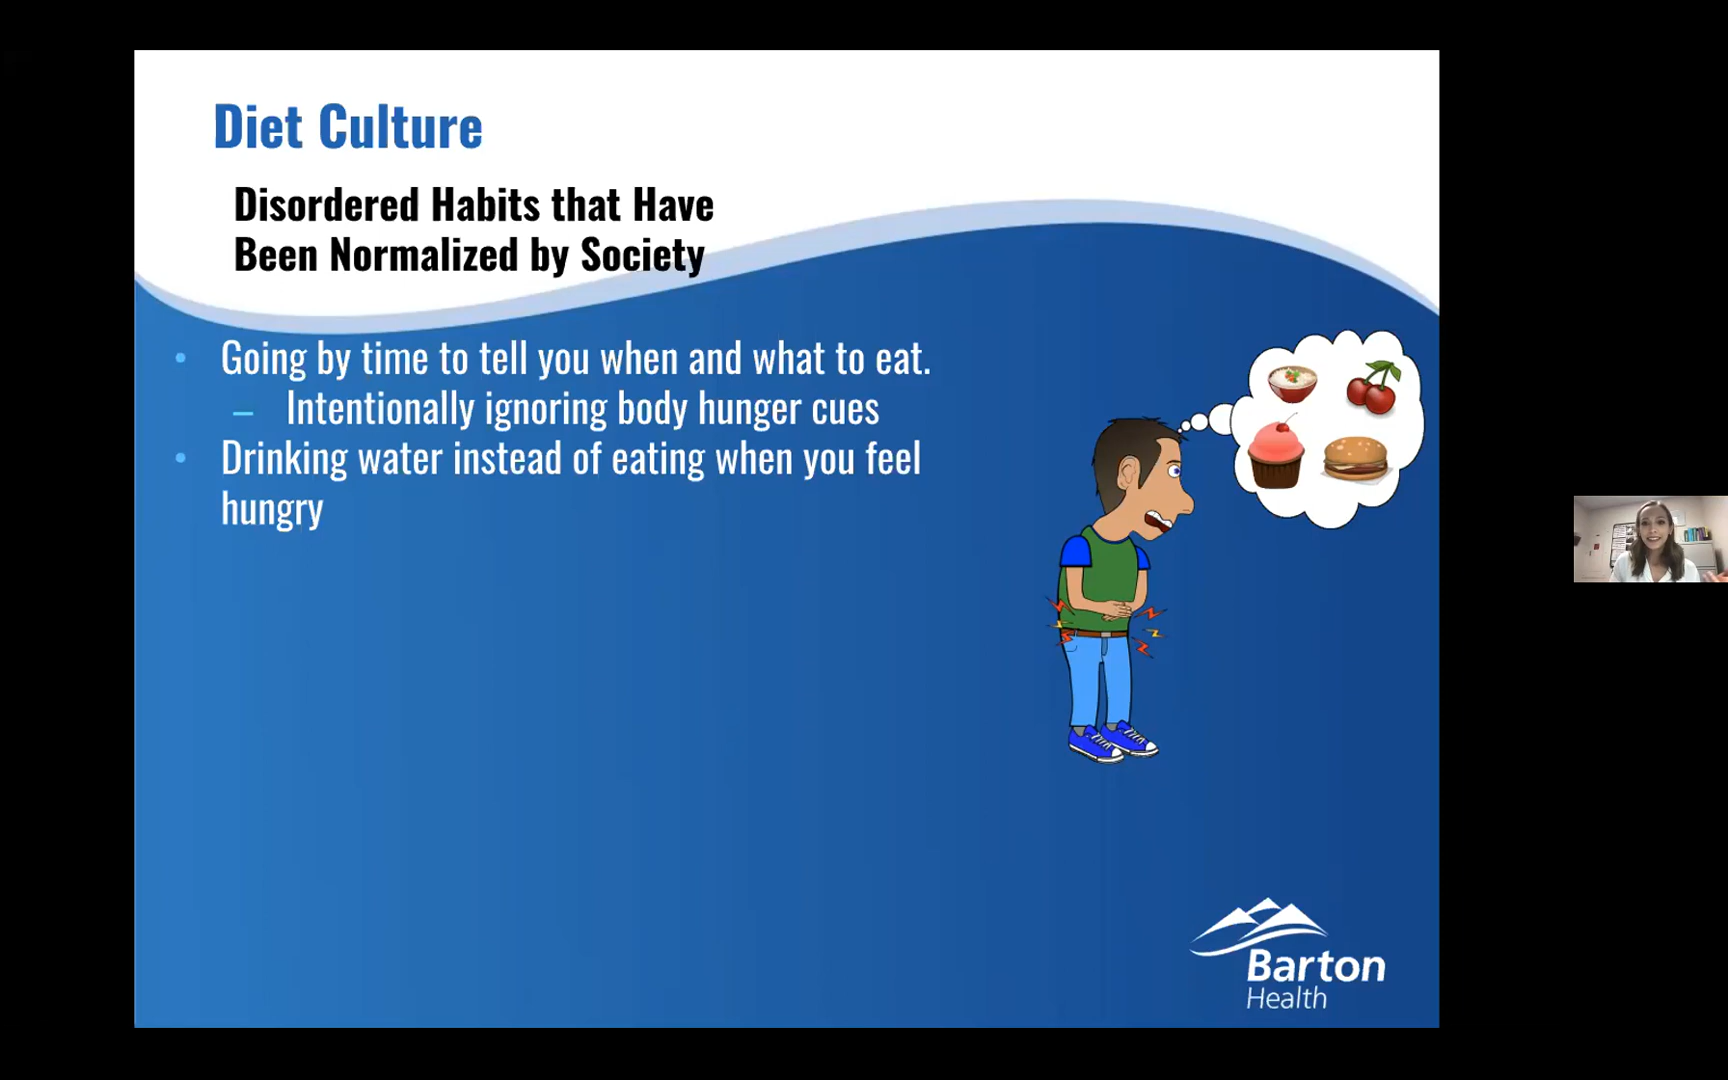 Diet Culture
Disordered Habits that Have
Been Normalized by Society
• Going by time to tell you when and what to eat.
– Intentionally ignoring body hunger cues
• Drinking water instead of eating when you feel
hungry
Barton
Health